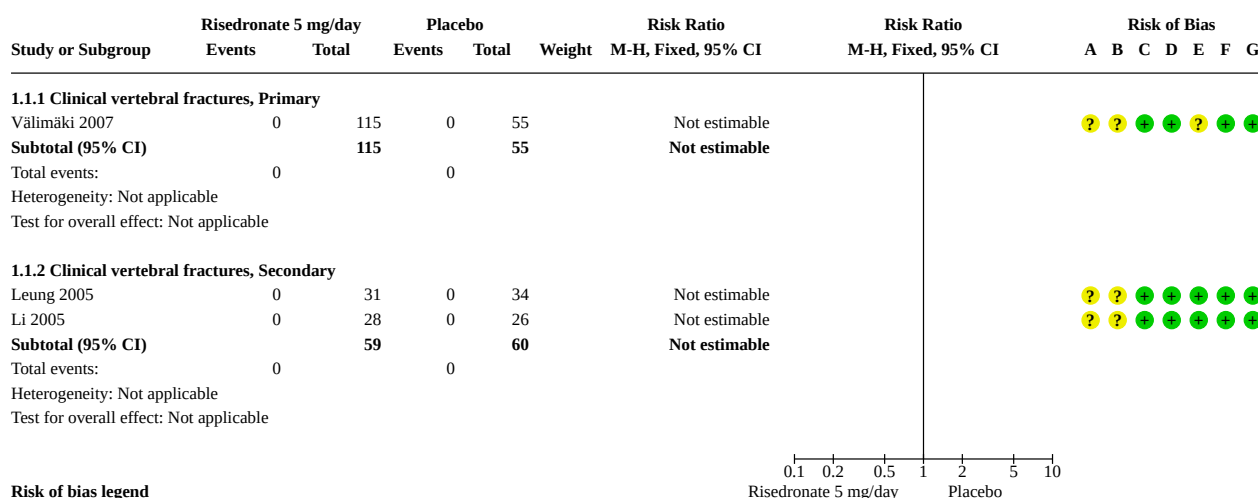 Risedronate 5 mg/day Placebo Risk Ratio Risk Ratio Risk of Bias
Study or Subgroup Events Total Events Total Weight M-H, Fixed, 95% CI M-H, Fixed, 95% CI A B C D E F G
1.1.1 Clinical vertebral fractures, Primary
Välimäki 2007 0 115 0 55 Not estimable ? ? + + ? + +
Subtotal (95% CI) 115 55 Not estimable
Total events: 0 0
Heterogeneity: Not applicable
Test for overall effect: Not applicable
1.1.2 Clinical vertebral fractures, Secondary
Leung 2005 0 31 0 34 Not estimable ? ? + + + + +
Li 2005 0 28 0 26 Not estimable ? ? + + + + +
Subtotal (95% CI) 59 60 Not estimable
Total events: 0 0
Heterogeneity: Not applicable
Test for overall effect: Not applicable
0.1 0.2 0.5 1 2 5 10
Risedronate 5 mg/day Placebo
Risk of bias legend